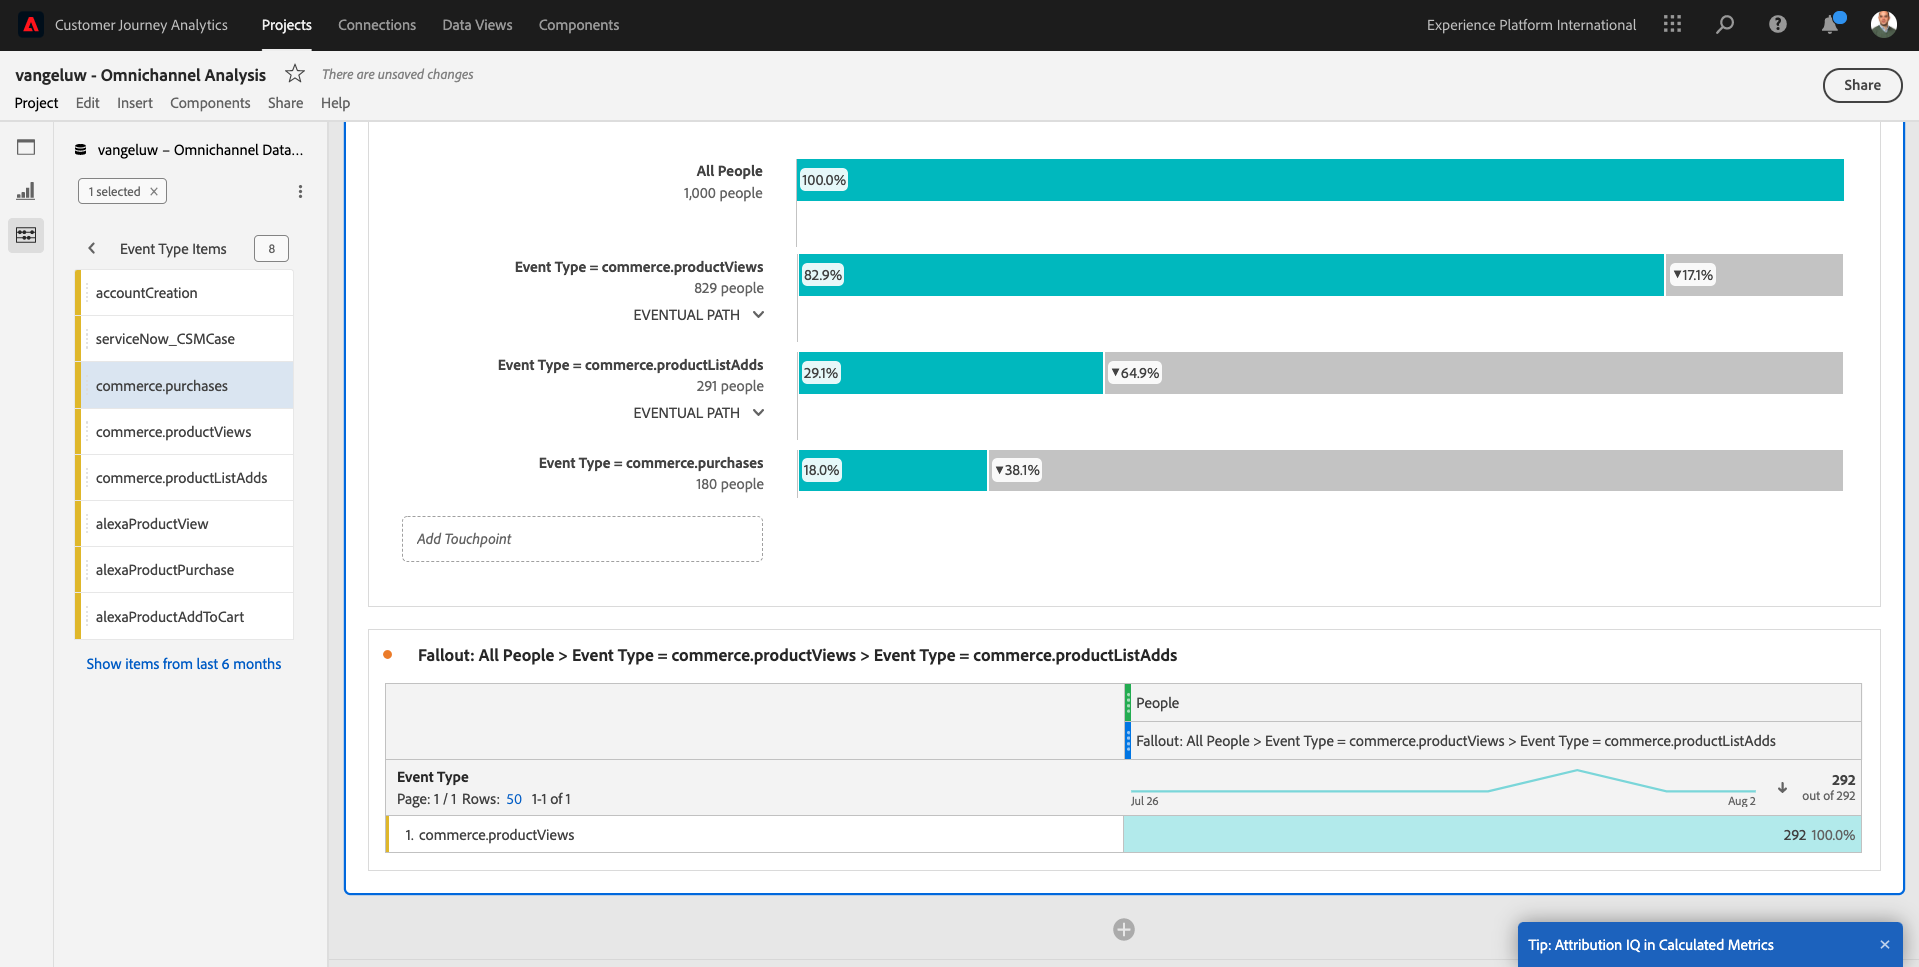 Customer Journey Analytics
Projects
Connections
Data Views
Components
Experience Platform International
vangeluw - Omnichannel Analysis
There are unsaved changes
Share
Project
Edit
Insert
Components
Share
Help
vangeluw – Omnichannel Data...
1 selected
Event Type Items
8
accountCreation
serviceNow_CSMCase
commerce.purchases
commerce.productViews
commerce.productListAdds
alexaProductView
alexaProductPurchase
alexaProductAddToCart
Show items from last 6 months
All People
1,000 people
100.0%
Event Type = commerce.productViews
829 people
EVENTUAL PATH
82.9%
▼17.1%
Event Type = commerce.productListAdds
291 people
EVENTUAL PATH
29.1%
▼64.9%
Event Type = commerce.purchases
180 people
18.0%
▼38.1%
Add Touchpoint
Fallout: All People > Event Type = commerce.productViews > Event Type = commerce.productListAdds
People
Fallout: All People > Event Type = commerce.productViews > Event Type = commerce.productListAdds
Event Type
Page: 1 / 1 Rows: 50 1-1 of 1
Jul 26
Aug 2
292
out of 292
1. commerce.productViews
292 100.0%
Tip: Attribution IQ in Calculated Metrics